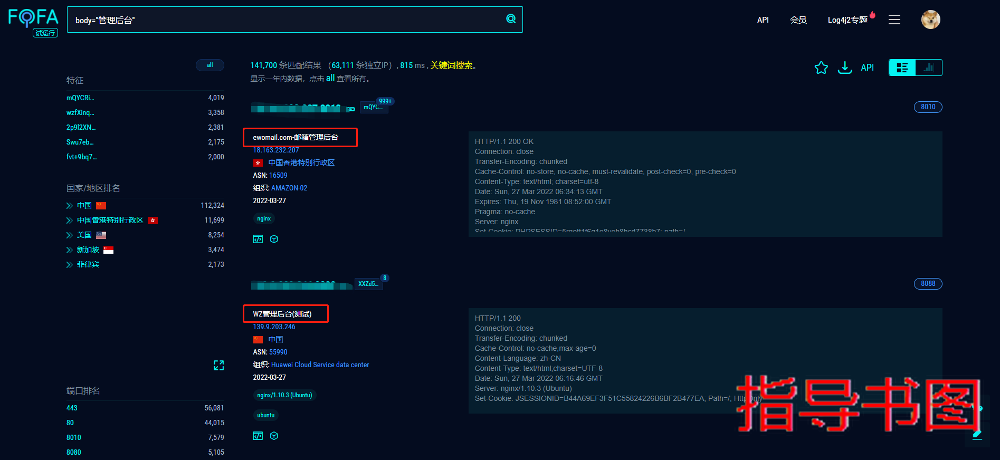 FOFA
试运行
body="管理后台"
API
会员
Log4j2专题
all
特征
mQYCRi... 4,019
wzfXinq... 3,358
2p9l2XN... 2,381
Swu7eb... 2,175
fvt+9bq7... 2,000
国家/地区排名
中国 112,324
中国香港特别行政区 11,699
美国 8,254
新加坡 3,474
菲律宾 2,173
端口排名
443 56,081
80 44,015
8010 7,579
8080 5,105
141,700 条匹配结果 （63,111 条独立IP）, 815 ms , 关键词搜索。
显示一年内数据，点击 all 查看所有。
API
mQYC...
999+
8010
ewomail.com-邮箱管理后台
18.163.232.207
中国香港特别行政区
ASN: 16509
组织: AMAZON-02
2022-03-27
nginx
HTTP/1.1 200 OK
Connection: close
Transfer-Encoding: chunked
Cache-Control: no-store, no-cache, must-revalidate, post-check=0, pre-check=0
Content-Type: text/html; charset=utf-8
Date: Sun, 27 Mar 2022 06:34:13 GMT
Expires: Thu, 19 Nov 1981 08:52:00 GMT
Pragma: no-cache
Server: nginx
Set-Cookie: path=/
XXZd5...
8
8088
WZ管理后台(测试)
139.9.203.246
中国
ASN: 55990
组织: Huawei Cloud Service data center
2022-03-27
nginx/1.10.3 (Ubuntu)
ubuntu
HTTP/1.1 200
Connection: close
Transfer-Encoding: chunked
Cache-Control: no-cache,max-age=0
Content-Language: zh-CN
Content-Type: text/html;charset=UTF-8
Date: Sun, 27 Mar 2022 06:16:46 GMT
Server: nginx/1.10.3 (Ubuntu)
Set-Cookie: JSESSIONID=B44A69EF3F51C55824226B6BF2B477EA; Path=/; HttpOnly
指导书图